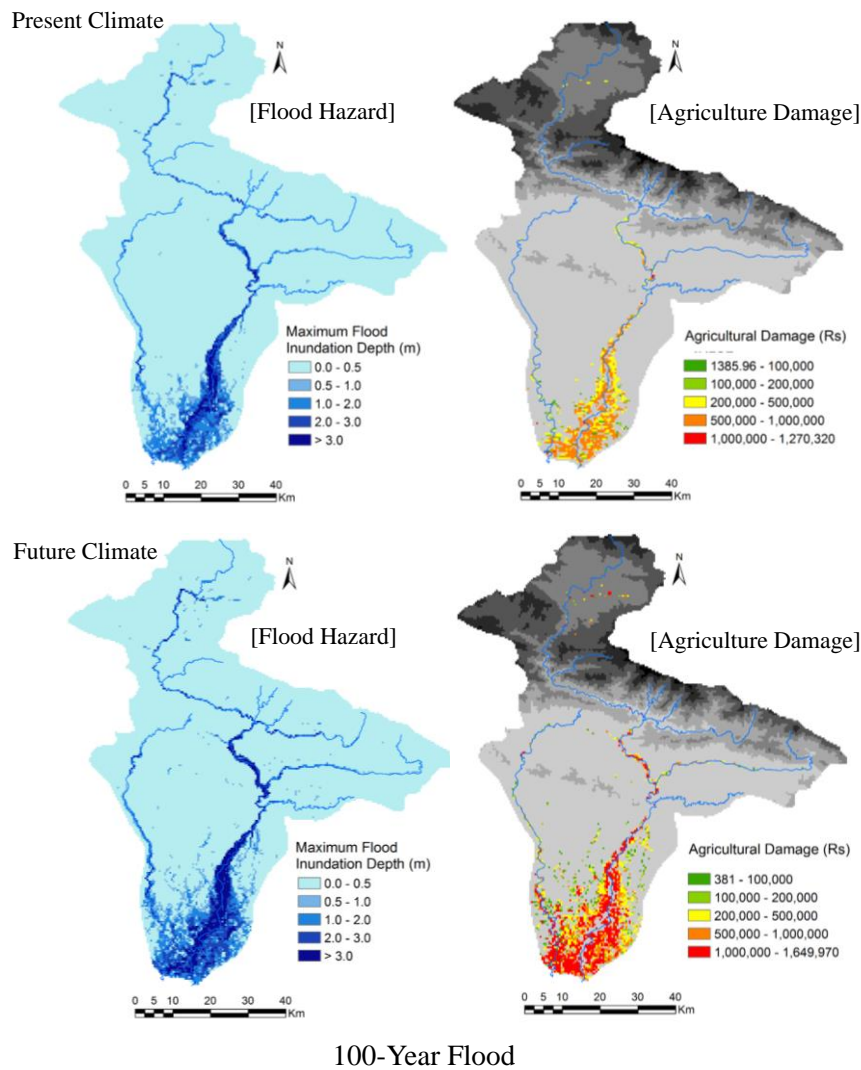 Present Climate
N
[Flood Hazard]
Maximum Flood
Inundation Depth (m)
0.0 - 0.5
0.5 - 1.0
1.0 - 2.0
2.0 - 3.0
> 3.0
0 5 10 20 30 40
Km
N
[Agriculture Damage]
Agricultural Damage (Rs)
1385.96 - 100,000
100,000 - 200,000
200,000 - 500,000
500,000 - 1,000,000
1,000,000 - 1,270,320
0 5 10 20 30 40
Km
Future Climate
N
[Flood Hazard]
Maximum Flood
Inundation Depth (m)
0.0 - 0.5
0.5 - 1.0
1.0 - 2.0
2.0 - 3.0
> 3.0
0 5 10 20 30 40
Km
N
[Agriculture Damage]
Agricultural Damage (Rs)
381 - 100,000
100,000 - 200,000
200,000 - 500,000
500,000 - 1,000,000
1,000,000 - 1,649,970
0 5 10 20 30 40
Km
100-Year Flood